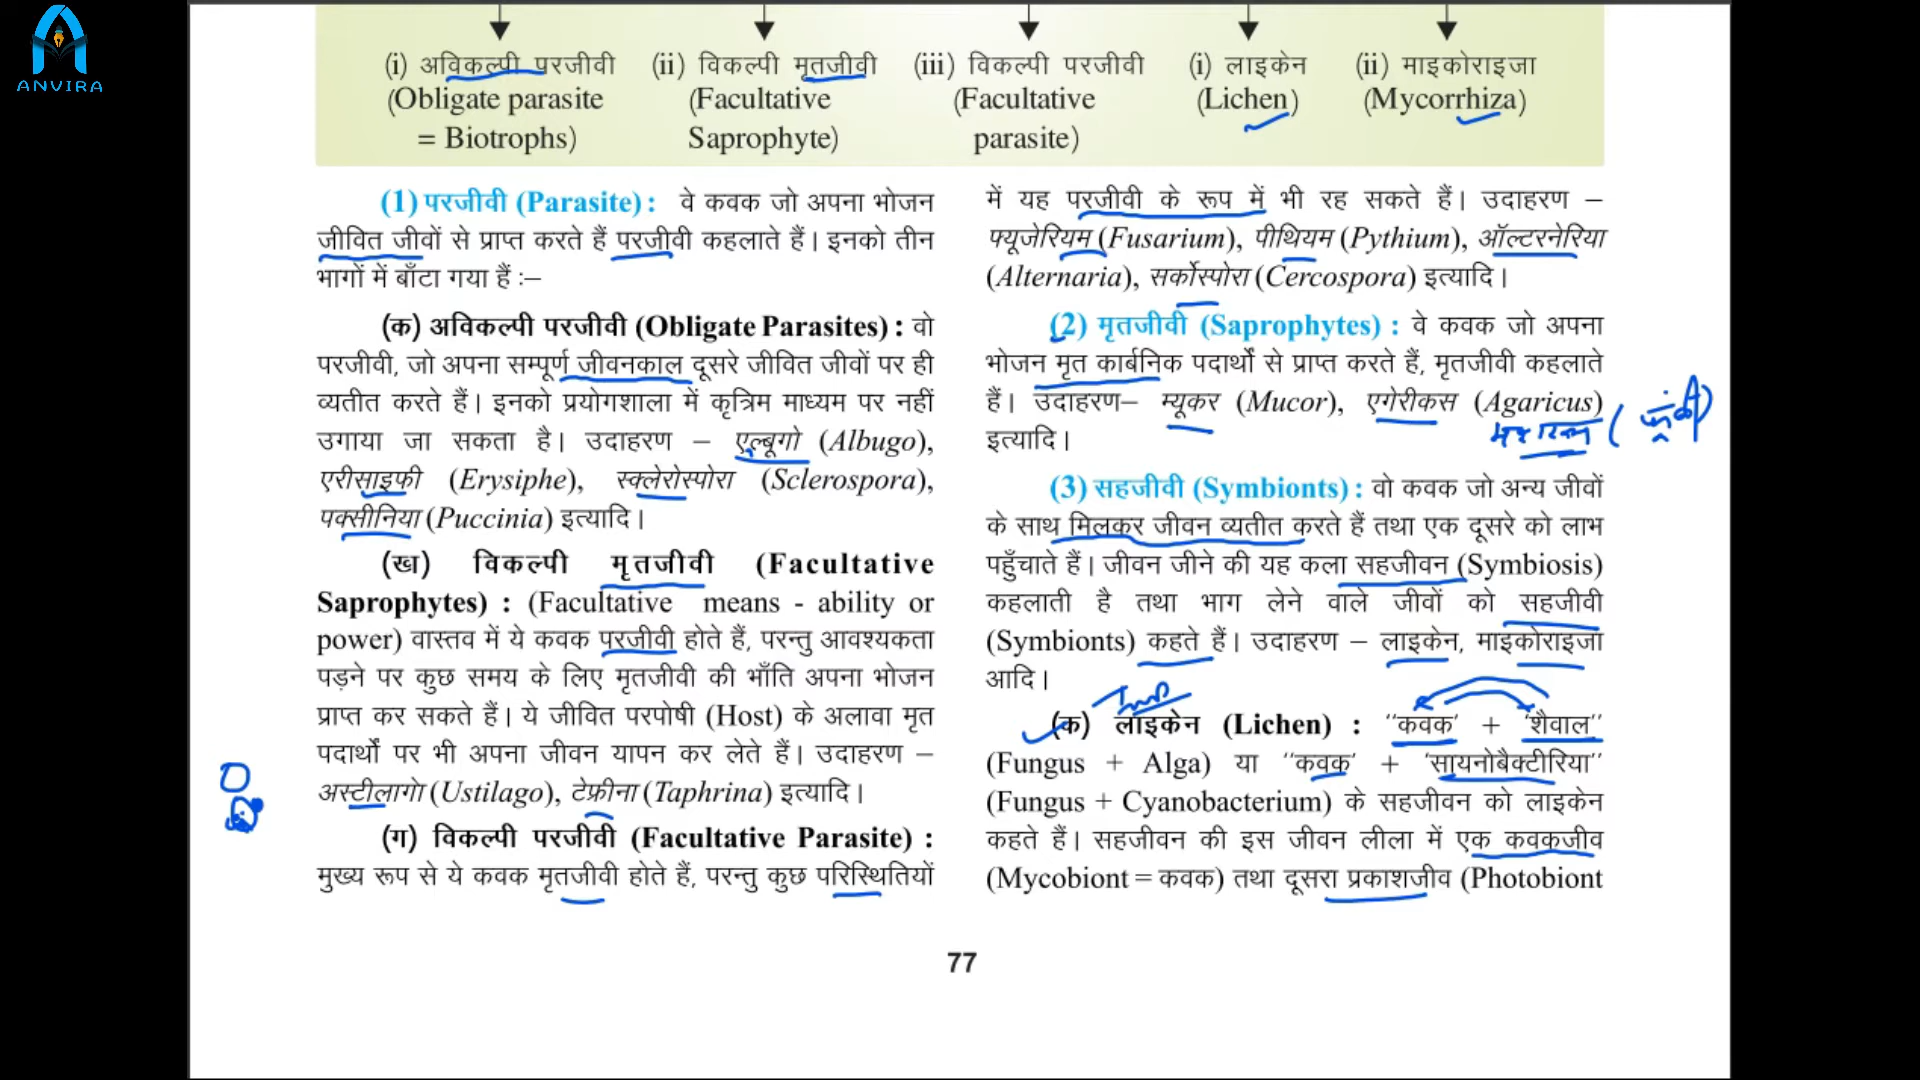 ANVIRA
(i) अविकल्पी परजीवी (ii) विकल्पी मृतजीवी (iii) विकल्पी परजीवी (i) लाइकेन (ii) माइकोराइजा
(Obligate parasite (Facultative (Facultative (Lichen) (Mycorrhiza)
= Biotrophs) Saprophyte) parasite)
(1) परजीवी (Parasite) : वे कवक जो अपना भोजन
जीवित जीवों से प्राप्त करते हैं परजीवी कहलाते हैं। इनको तीन
भागों में बाँटा गया हैं :–
(क) अविकल्पी परजीवी (Obligate Parasites) : वो
परजीवी, जो अपना सम्पूर्ण जीवनकाल दूसरे जीवित जीवों पर ही
व्यतीत करते हैं। इनको प्रयोगशाला में कृत्रिम माध्यम पर नहीं
उगाया जा सकता है। उदाहरण – एल्बूगो (Albugo),
एरीसाइफी (Erysiphe), स्क्लेरोस्पोरा (Sclerospora),
पक्सीनिया (Puccinia) इत्यादि।
(ख) विकल्पी मृतजीवी (Facultative
Saprophytes) : (Facultative means - ability or
power) वास्तव में ये कवक परजीवी होते हैं, परन्तु आवश्यकता
पड़ने पर कुछ समय के लिए मृतजीवी की भाँति अपना भोजन
प्राप्त कर सकते हैं। ये जीवित परपोषी (Host) के अलावा मृत
पदार्थों पर भी अपना जीवन यापन कर लेते हैं। उदाहरण –
अस्टीलागो (Ustilago), टेफ्रीना (Taphrina) इत्यादि।
(ग) विकल्पी परजीवी (Facultative Parasite) :
मुख्य रूप से ये कवक मृतजीवी होते हैं, परन्तु कुछ परिस्थितियों
में यह परजीवी के रूप में भी रह सकते हैं। उदाहरण –
फ्यूजेरियम (Fusarium), पीथियम (Pythium), ऑल्टरनेरिया
(Alternaria), सर्कोस्पोरा (Cercospora) इत्यादि।
(2) मृतजीवी (Saprophytes) : वे कवक जो अपना
भोजन मृत कार्बनिक पदार्थों से प्राप्त करते हैं, मृतजीवी कहलाते
हैं। उदाहरण– म्यूकर (Mucor), एगेरीकस (Agaricus)
इत्यादि।
(3) सहजीवी (Symbionts) : वो कवक जो अन्य जीवों
के साथ मिलकर जीवन व्यतीत करते हैं तथा एक दूसरे को लाभ
पहुँचाते हैं। जीवन जीने की यह कला सहजीवन (Symbiosis)
कहलाती है तथा भाग लेने वाले जीवों को सहजीवी
(Symbionts) कहते हैं। उदाहरण – लाइकेन, माइकोराइजा
आदि।
Imp
(क) लाइकेन (Lichen) : ''कवक' + 'शैवाल''
(Fungus + Alga) या ''कवक' + 'सायनोबैक्टीरिया''
(Fungus + Cyanobacterium) के सहजीवन को लाइकेन
कहते हैं। सहजीवन की इस जीवन लीला में एक कवकजीव
(Mycobiont = कवक) तथा दूसरा प्रकाशजीव (Photobiont
77